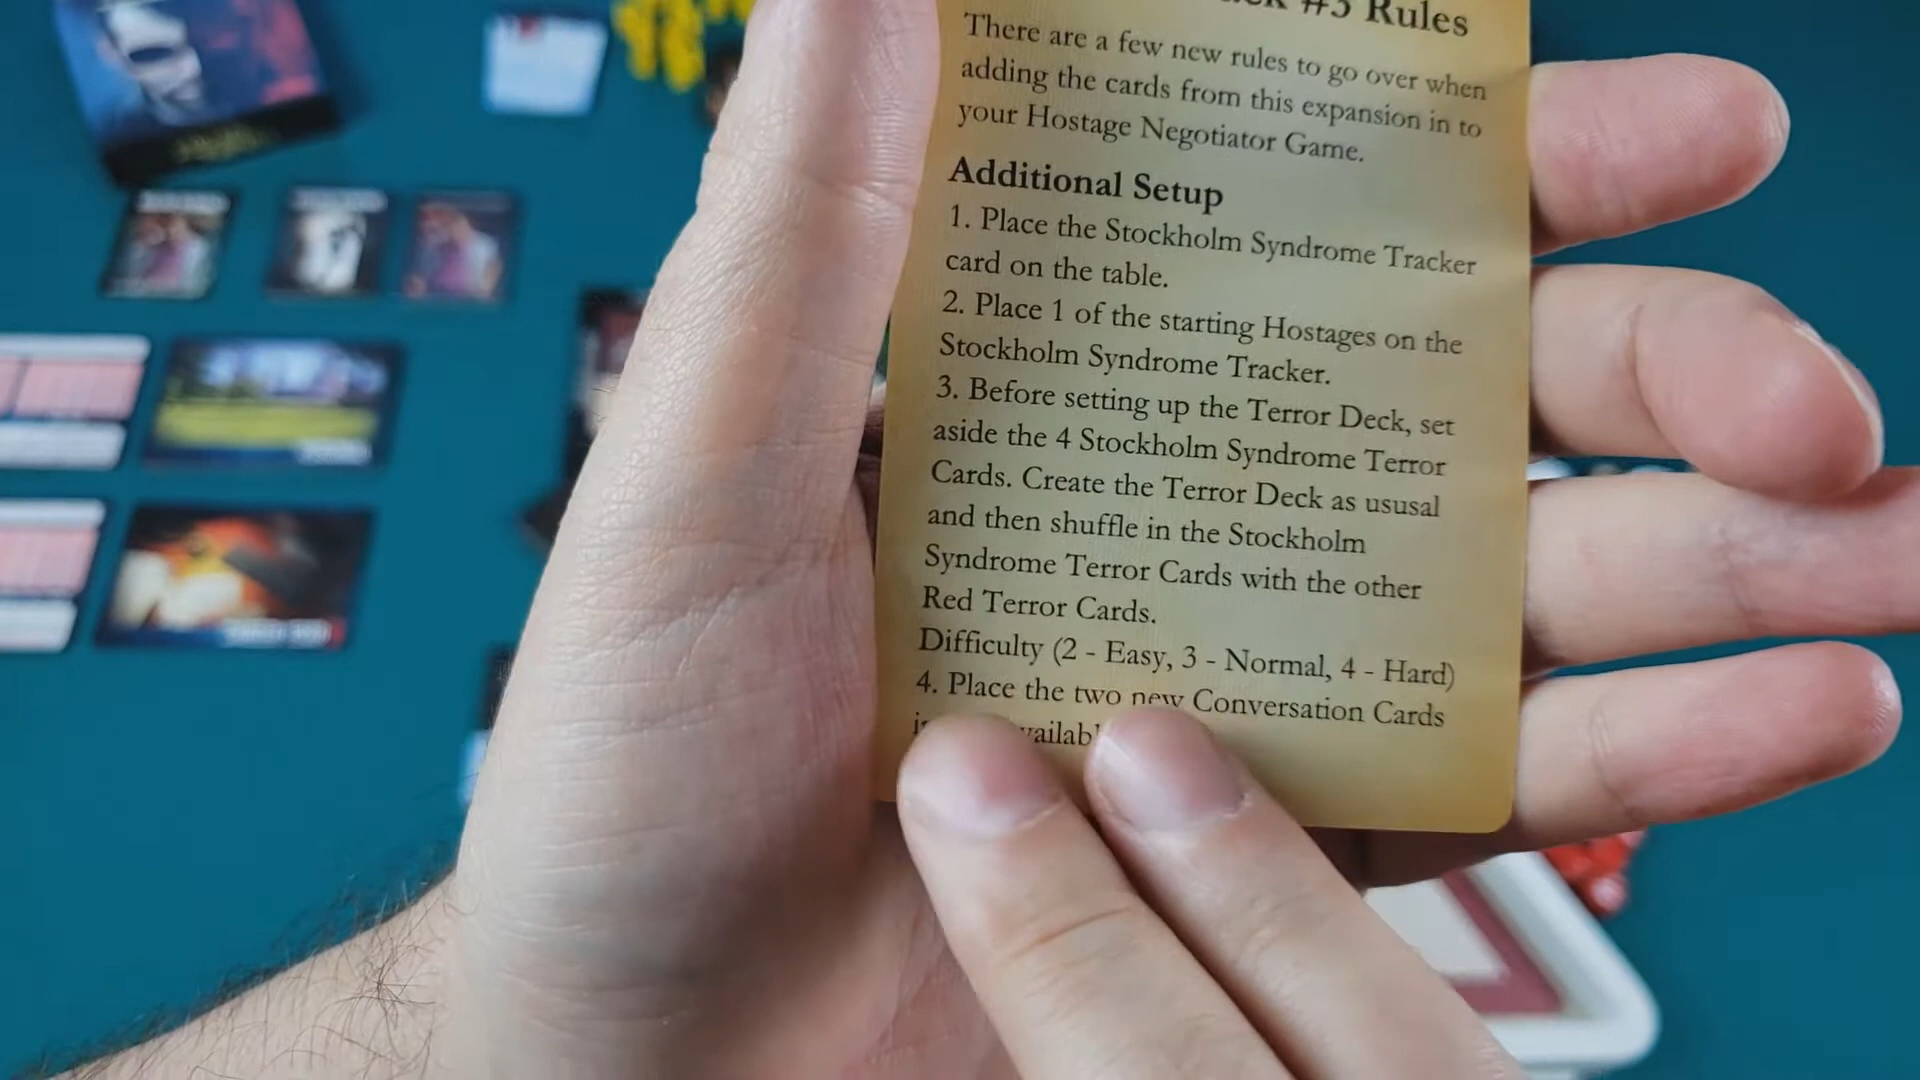 #3 Rules
There are a few new rules to go over when
adding the cards from this expansion in to
your Hostage Negotiator Game.
Additional Setup
1. Place the Stockholm Syndrome Tracker
card on the table.
2. Place 1 of the starting Hostages on the
Stockholm Syndrome Tracker.
3. Before setting up the Terror Deck, set
aside the 4 Stockholm Syndrome Terror
Cards. Create the Terror Deck as ususal
and then shuffle in the Stockholm
Syndrome Terror Cards with the other
Red Terror Cards.
Difficulty (2 - Easy, 3 - Normal, 4 - Hard)
4. Place the two new Conversation Cards